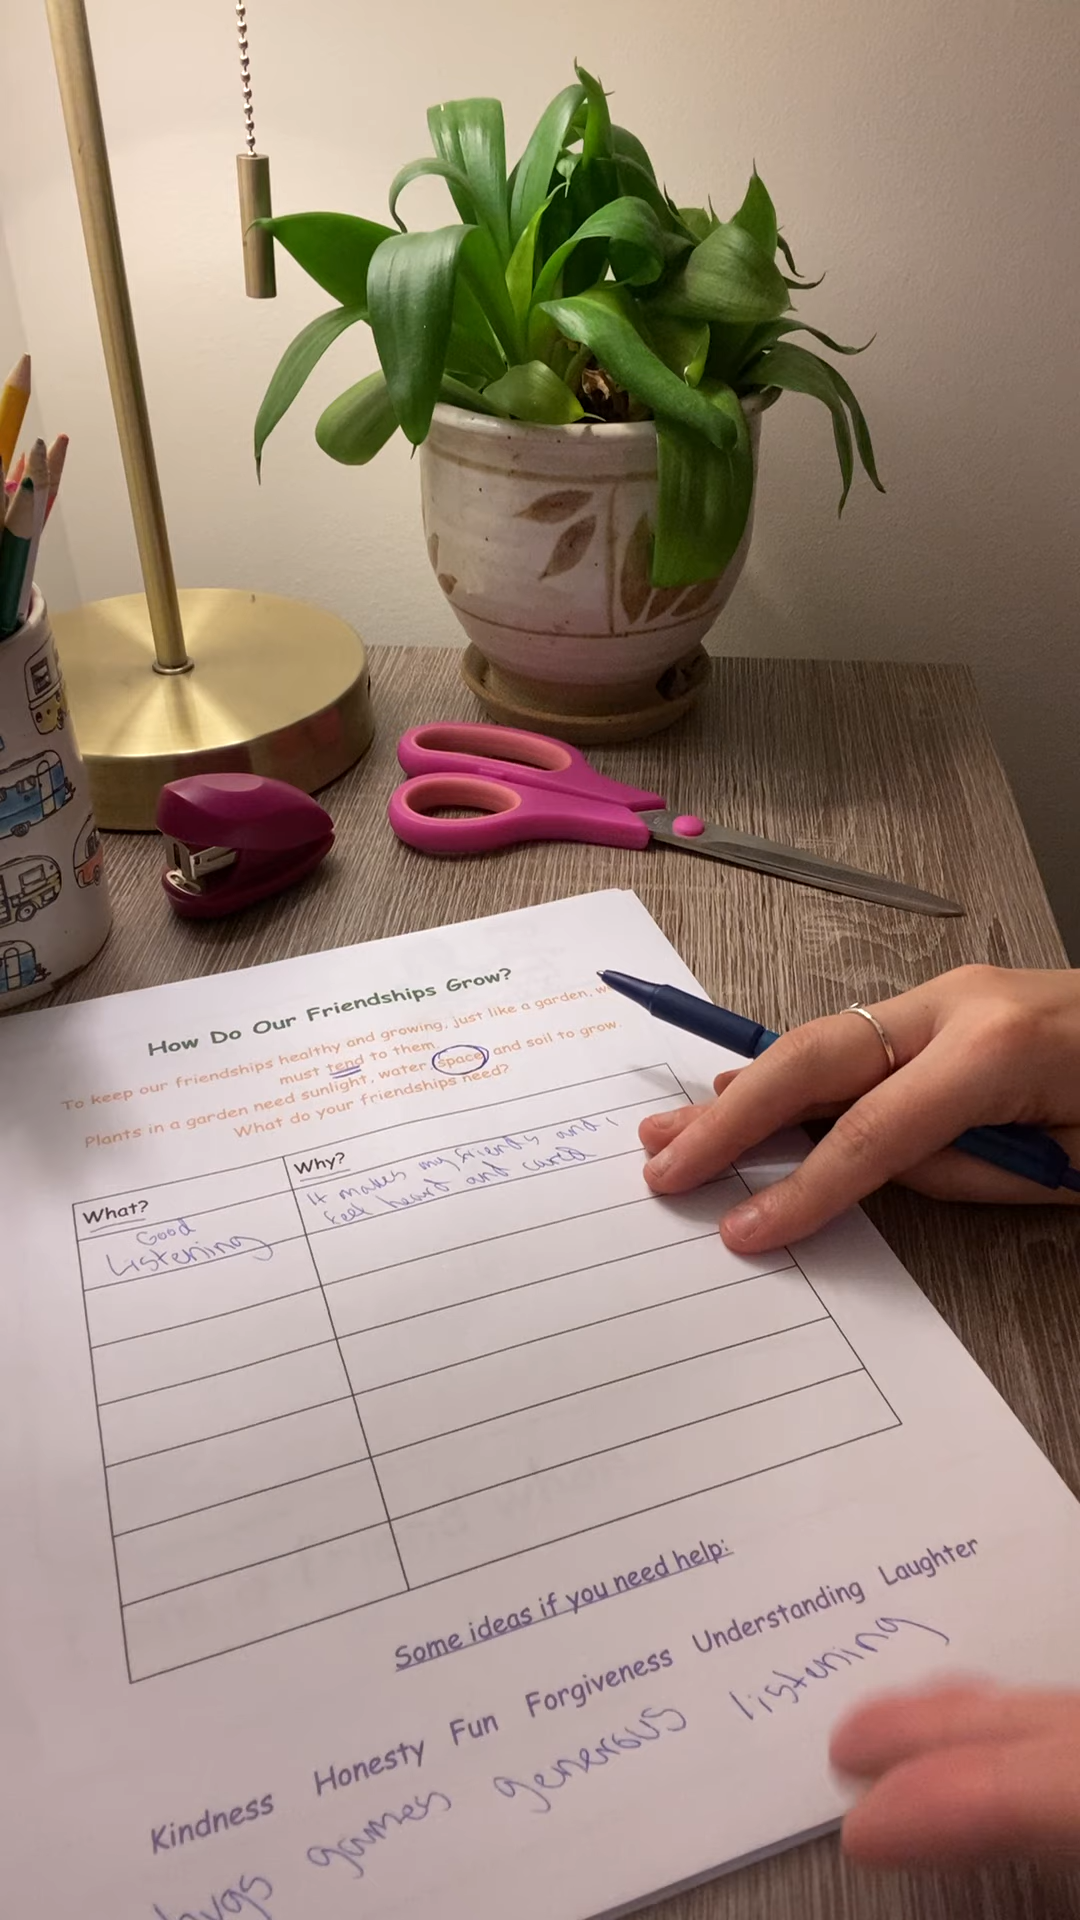 How Do Our Friendships Grow?
To keep our friendships healthy and growing, just like a garden, we
must tend to them.
Plants in a garden need sunlight, water, space, and soil to grow.
What do your friendships need?
What?
Why?
Good
Listening
It makes my friends and i
feel heart and cared
Some ideas if you need help:
Kindness Honesty Fun Forgiveness Understanding Laughter
hugs games generous listening